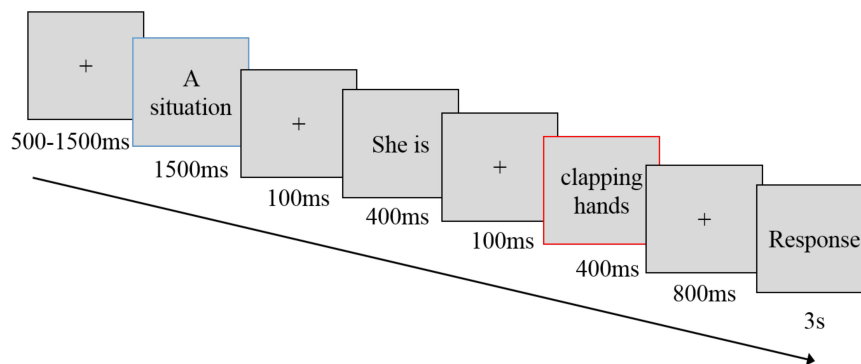 +
500-1500ms
A
situation
1500ms
+
100ms
She is
400ms
+
100ms
clapping
hands
400ms
+
800ms
Response
3s